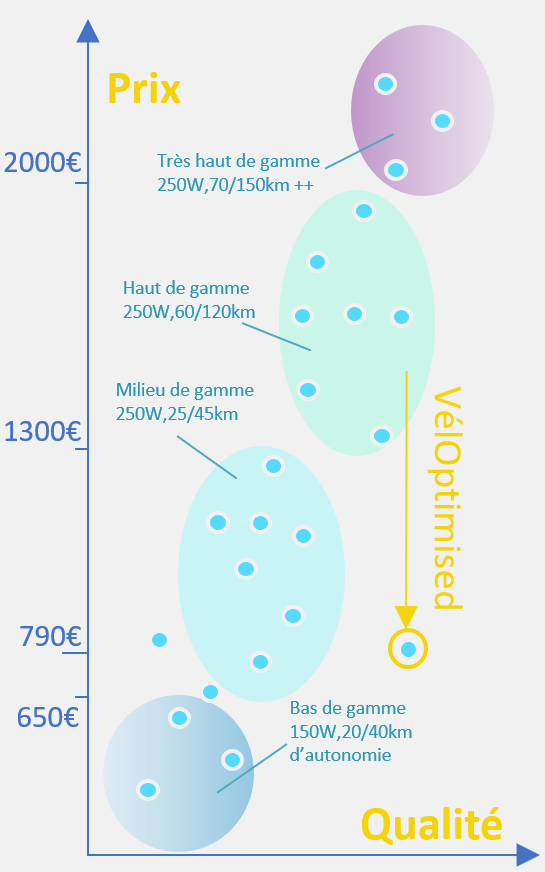 Prix
2000€
Très haut de gamme
250W,70/150km ++
Haut de gamme
250W,60/120km
Milieu de gamme
250W,25/45km
1300€
VélOptimised
790€
650€
Bas de gamme
150W,20/40km
d’autonomie
Qualité